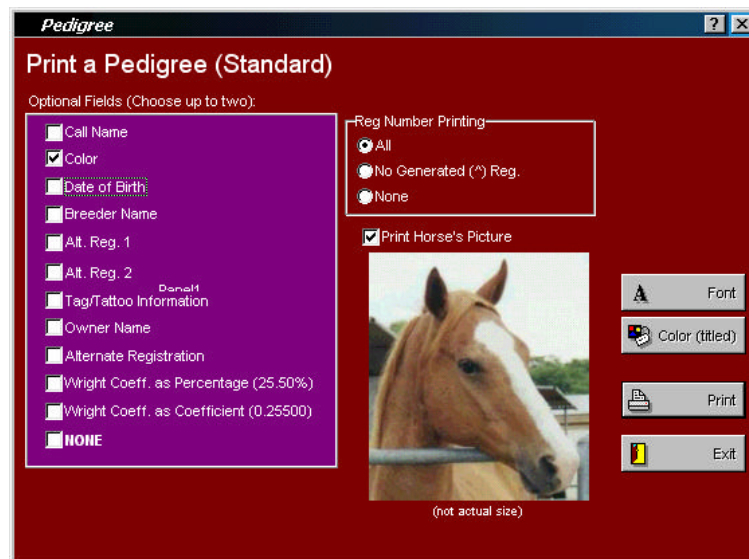 Pedigree
Print a Pedigree (Standard)
Optional Fields (Choose up to two):
Call Name
Color
Date of Birth
Breeder Name
Alt. Reg. 1
Alt. Reg. 2
Panel1
Tag/Tattoo Information
Owner Name
Alternate Registration
Wright Coeff. as Percentage (25.50%)
Wright Coeff. as Coefficient (0.25500)
NONE
Reg Number Printing
All
No Generated (^) Reg.
None
Print Horse's Picture
(not actual size)
Font
Color (titled)
Print
Exit